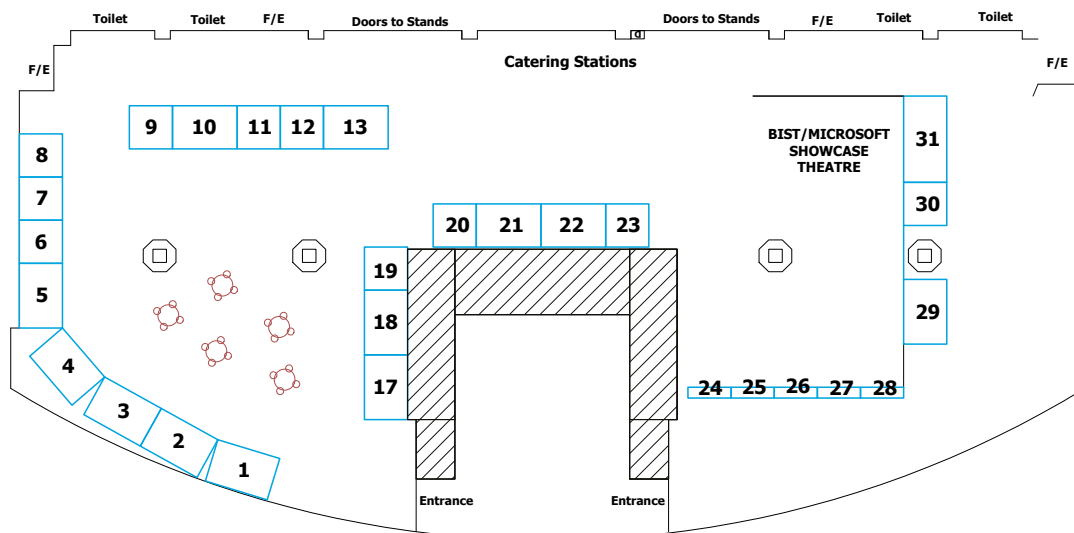 Toilet
Toilet
F/E
Doors to Stands
Doors to Stands
F/E
Toilet
Toilet
d
F/E
Catering Stations
F/E
9
10
11
12
13
BIST/MICROSOFT
SHOWCASE
THEATRE
31
8
7
30
20
21
22
23
6
19
5
18
29
4
17
24
25
26
27
28
3
2
1
Entrance
Entrance